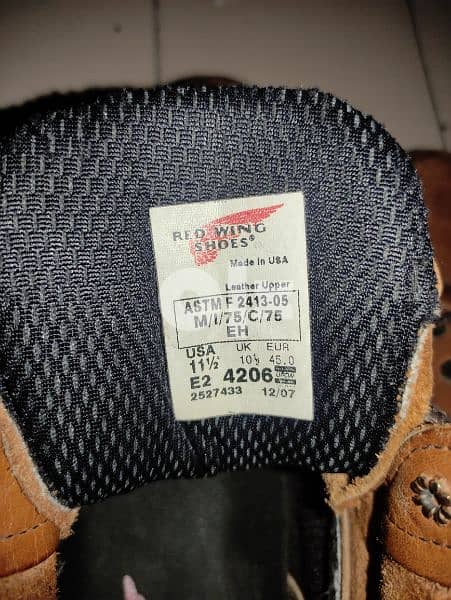 RED WING
SHOES®
Made In USA
Leather Upper
ASTM F 2413-05
M/I/75/C/75
EH
USA UK EUR
11½ 10½ 45.0
E2 4206
2527433 12/07